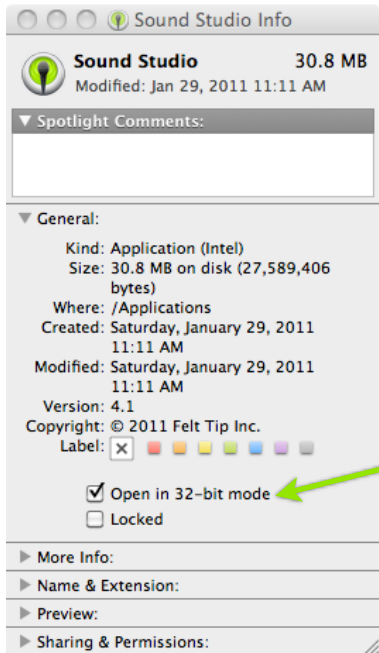 Sound Studio Info
Sound Studio 30.8 MB
Modified: Jan 29, 2011 11:11 AM
Spotlight Comments:
General:
Kind: Application (Intel)
Size: 30.8 MB on disk (27,589,406
bytes)
Where: /Applications
Created: Saturday, January 29, 2011
11:11 AM
Modified: Saturday, January 29, 2011
11:11 AM
Version: 4.1
Copyright: © 2011 Felt Tip Inc.
Label:
Open in 32-bit mode
Locked
More Info:
Name & Extension:
Preview:
Sharing & Permissions: